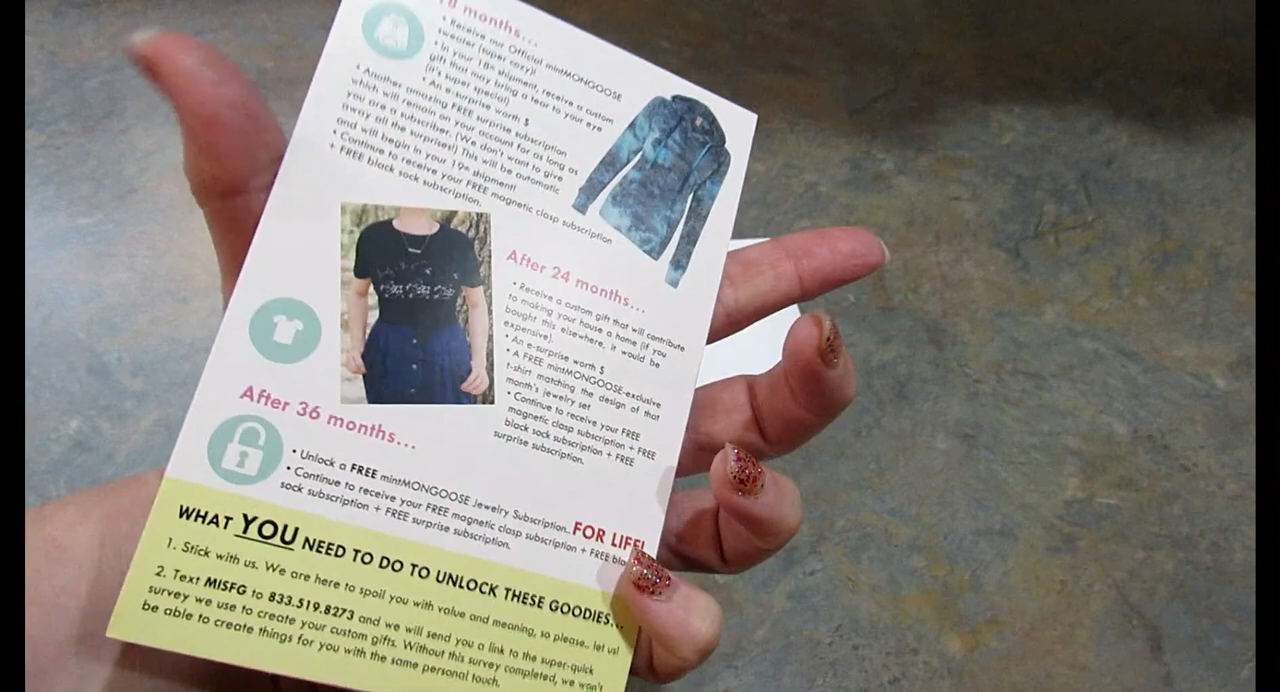 8 months...
• Receive our Official mintMONGOOSE
sweater (super cozy)!
• In your 18th shipment, receive a custom
gift that may bring a tear to your eye
(it's super special)
• An e-surprise worth $
• Another amazing FREE surprise subscription
which will remain on your account for as long as
you are a subscriber. (We don't want to give
away all the surprises!) This will be automatic
and will begin in your 19th shipment!
• Continue to receive your FREE magnetic clasp subscription
+ FREE black sock subscription.
After 24 months...
• Receive a custom gift that will contribute
to making your house a home (if you
bought this elsewhere, it would be
expensive).
• An e-surprise worth $
• A FREE mintMONGOOSE-exclusive
t-shirt matching the design of that
month's jewelry set
• Continue to receive your FREE
magnetic clasp subscription + FREE
black sock subscription + FREE
surprise subscription.
After 36 months...
• Unlock a FREE mintMONGOOSE Jewelry Subscription.. FOR LIFE!
• Continue to receive your FREE magnetic clasp subscription + FREE bla
sock subscription + FREE surprise subscription.
WHAT YOU NEED TO DO TO UNLOCK THESE GOODIES...
1. Stick with us. We are here to spoil you with value and meaning, so please.. let us!
2. Text MISFG to 833.519.8273 and we will send you a link to the super-quick
survey we use to create your custom gifts. Without this survey completed, we won't
be able to create things for you with the same personal touch.